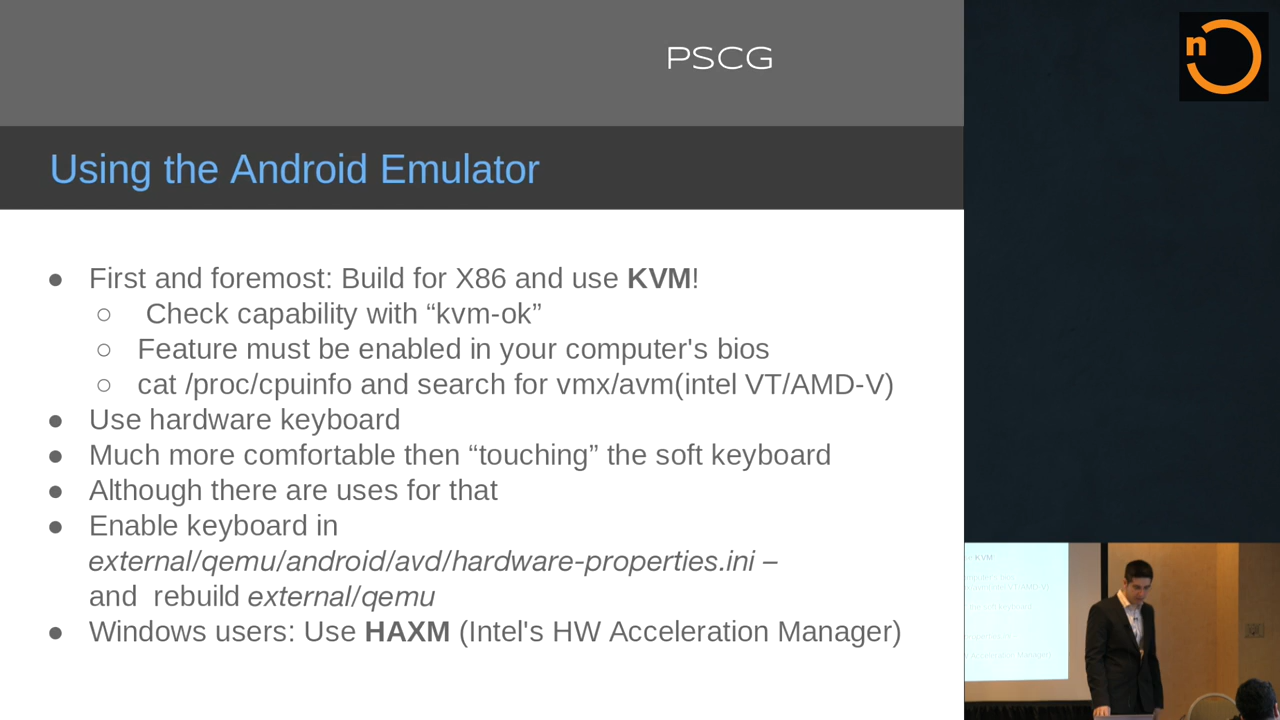 PSCG
n
Using the Android Emulator
● First and foremost: Build for X86 and use KVM!
○ Check capability with “kvm-ok”
○ Feature must be enabled in your computer's bios
○ cat /proc/cpuinfo and search for vmx/avm(intel VT/AMD-V)
● Use hardware keyboard
● Much more comfortable then “touching” the soft keyboard
● Although there are uses for that
● Enable keyboard in
external/qemu/android/avd/hardware-properties.ini –
and rebuild external/qemu
● Windows users: Use HAXM (Intel's HW Acceleration Manager)
KVM